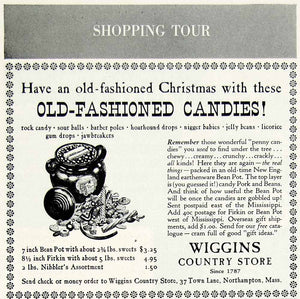 SHOPPING TOUR
Have an old-fashioned Christmas with these
OLD-FASHIONED CANDIES!
rock candy · sour balls · barber poles · hoarhound drops · nigger babies · jelly beans · licorice
gum drops · jawbreakers
Remember those wonderful "penny can-
dies" you used to find under the tree . . .
chewy...creamy...crunchy...crackly...
all kinds! Here they are again — the real
things — packed in an old-time New Eng-
land earthenware Bean Pot. The top layer
is (you guessed it!) candy Pork and Beans.
And think of how useful the Bean Pot
will be once the goodies are gobbled up!
Sent postpaid east of the Mississippi.
Add 40c postage for Firkin or Bean Pot
west of Mississippi. Overseas gift ship-
ments, add $1.00. Send for our free cata-
logue — cram full of good "gift ideas."
7 inch Bean Pot with about 2¾ lbs. sweets $3.25
8½ inch Firkin with about 5 lbs. sweets 4.95
2 lbs. Nibbler's Assortment 1.50
WIGGINS
COUNTRY STORE
Since 1787
Send check or money order to Wiggins Country Store, 37 Town Lane, Northampton, Mass.